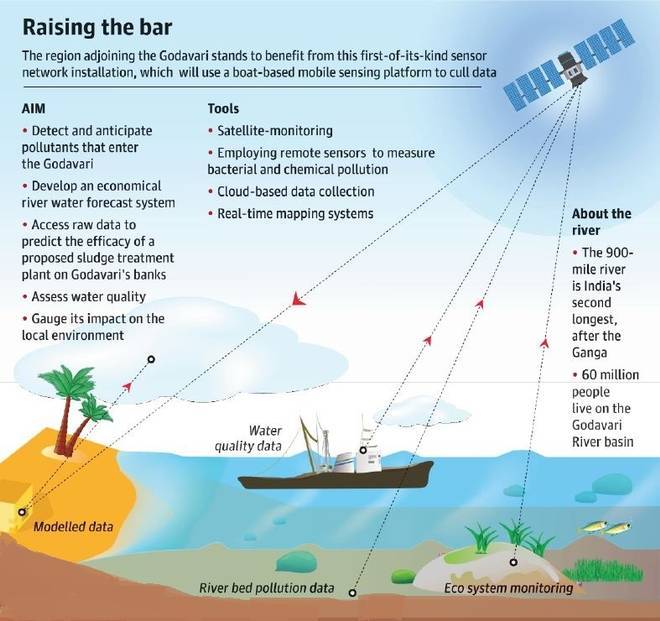 Raising the bar
The region adjoining the Godavari stands to benefit from this first-of-its-kind sensor
network installation, which will use a boat-based mobile sensing platform to cull data
AIM
• Detect and anticipate
pollutants that enter
the Godavari
• Develop an economical
river water forecast system
• Access raw data to
predict the efficacy of a
proposed sludge treatment
plant on Godavari's banks
• Assess water quality
• Gauge its impact on the
local environment
Tools
• Satellite-monitoring
• Employing remote sensors to measure
bacterial and chemical pollution
• Cloud-based data collection
• Real-time mapping systems
About the
river
• The 900-
mile river
is India's
second
longest,
after the
Ganga
• 60 million
people
live on the
Godavari
River basin
Water
quality data
Modelled data
River bed pollution data
Eco system monitoring